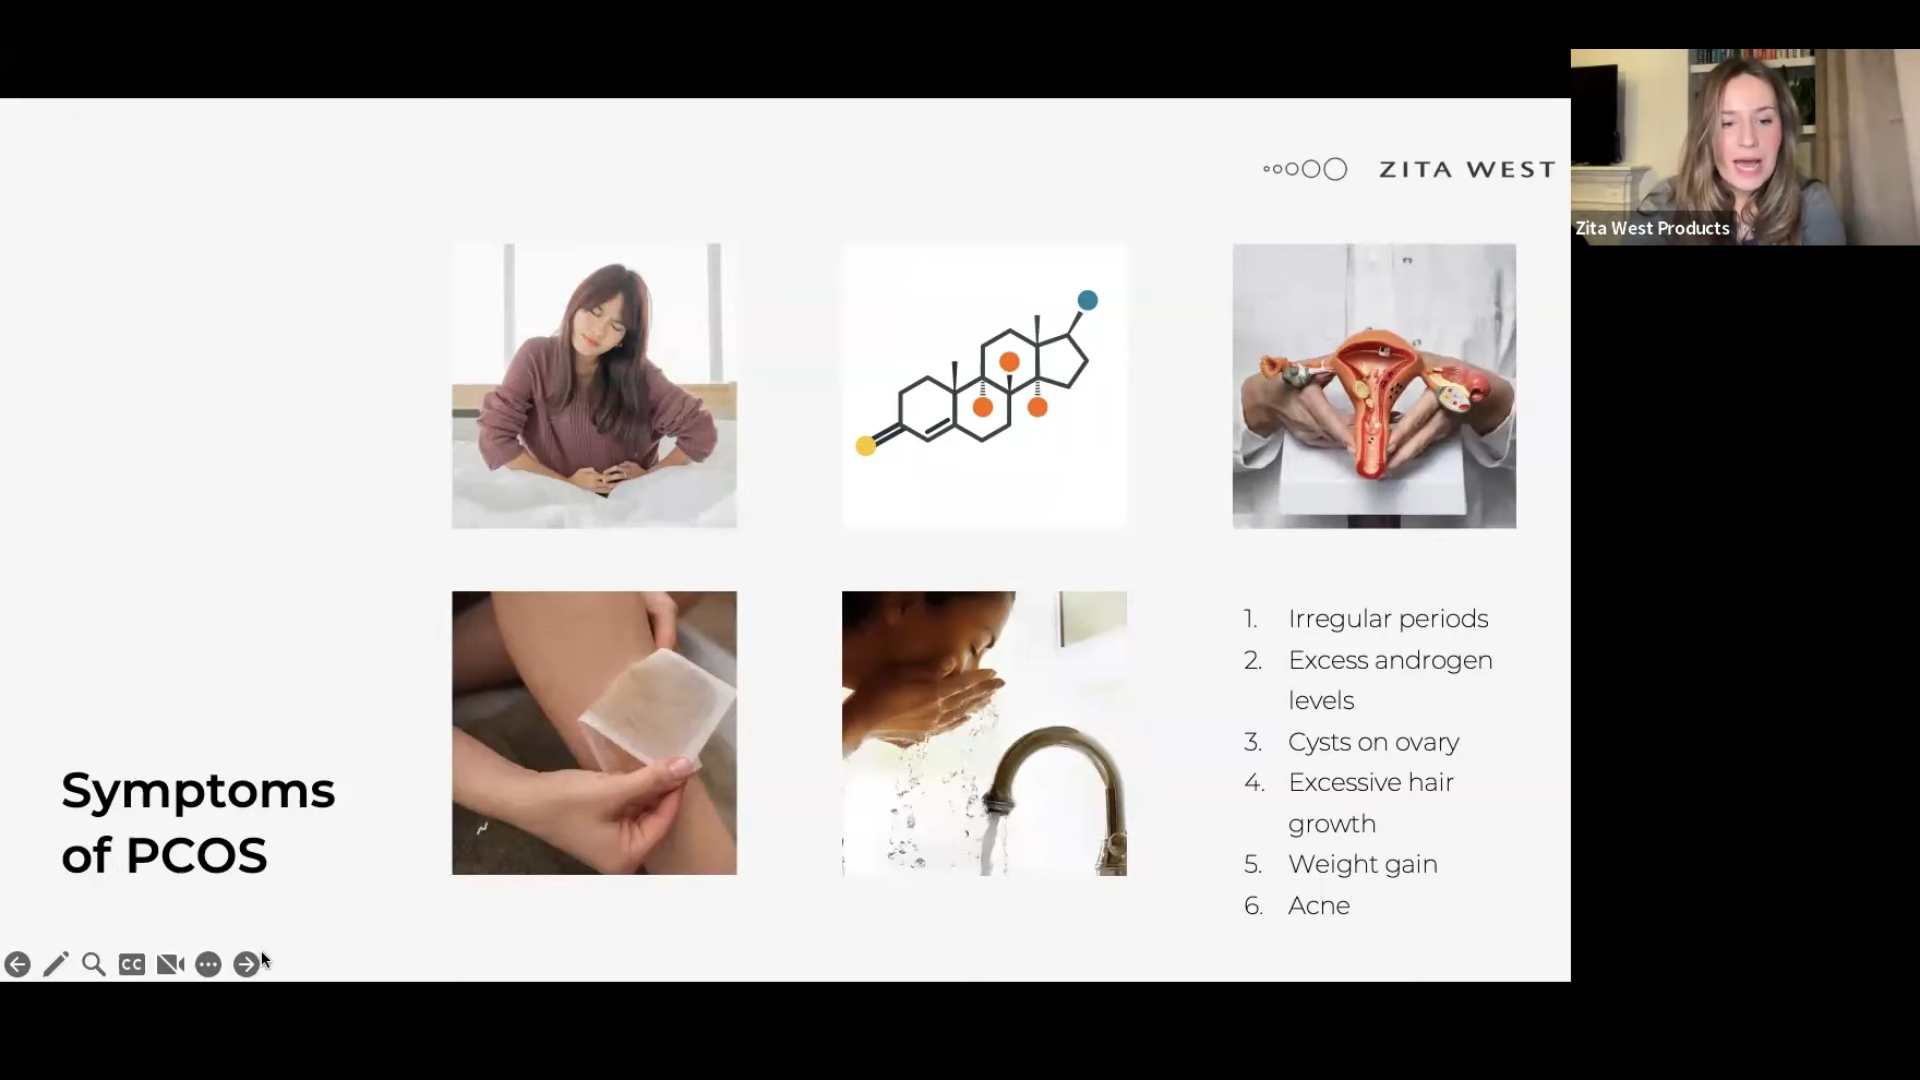 ZITA WEST
Zita West Products
Symptoms
of PCOS
1. Irregular periods
2. Excess androgen
levels
3. Cysts on ovary
4. Excessive hair
growth
5. Weight gain
6. Acne
CC